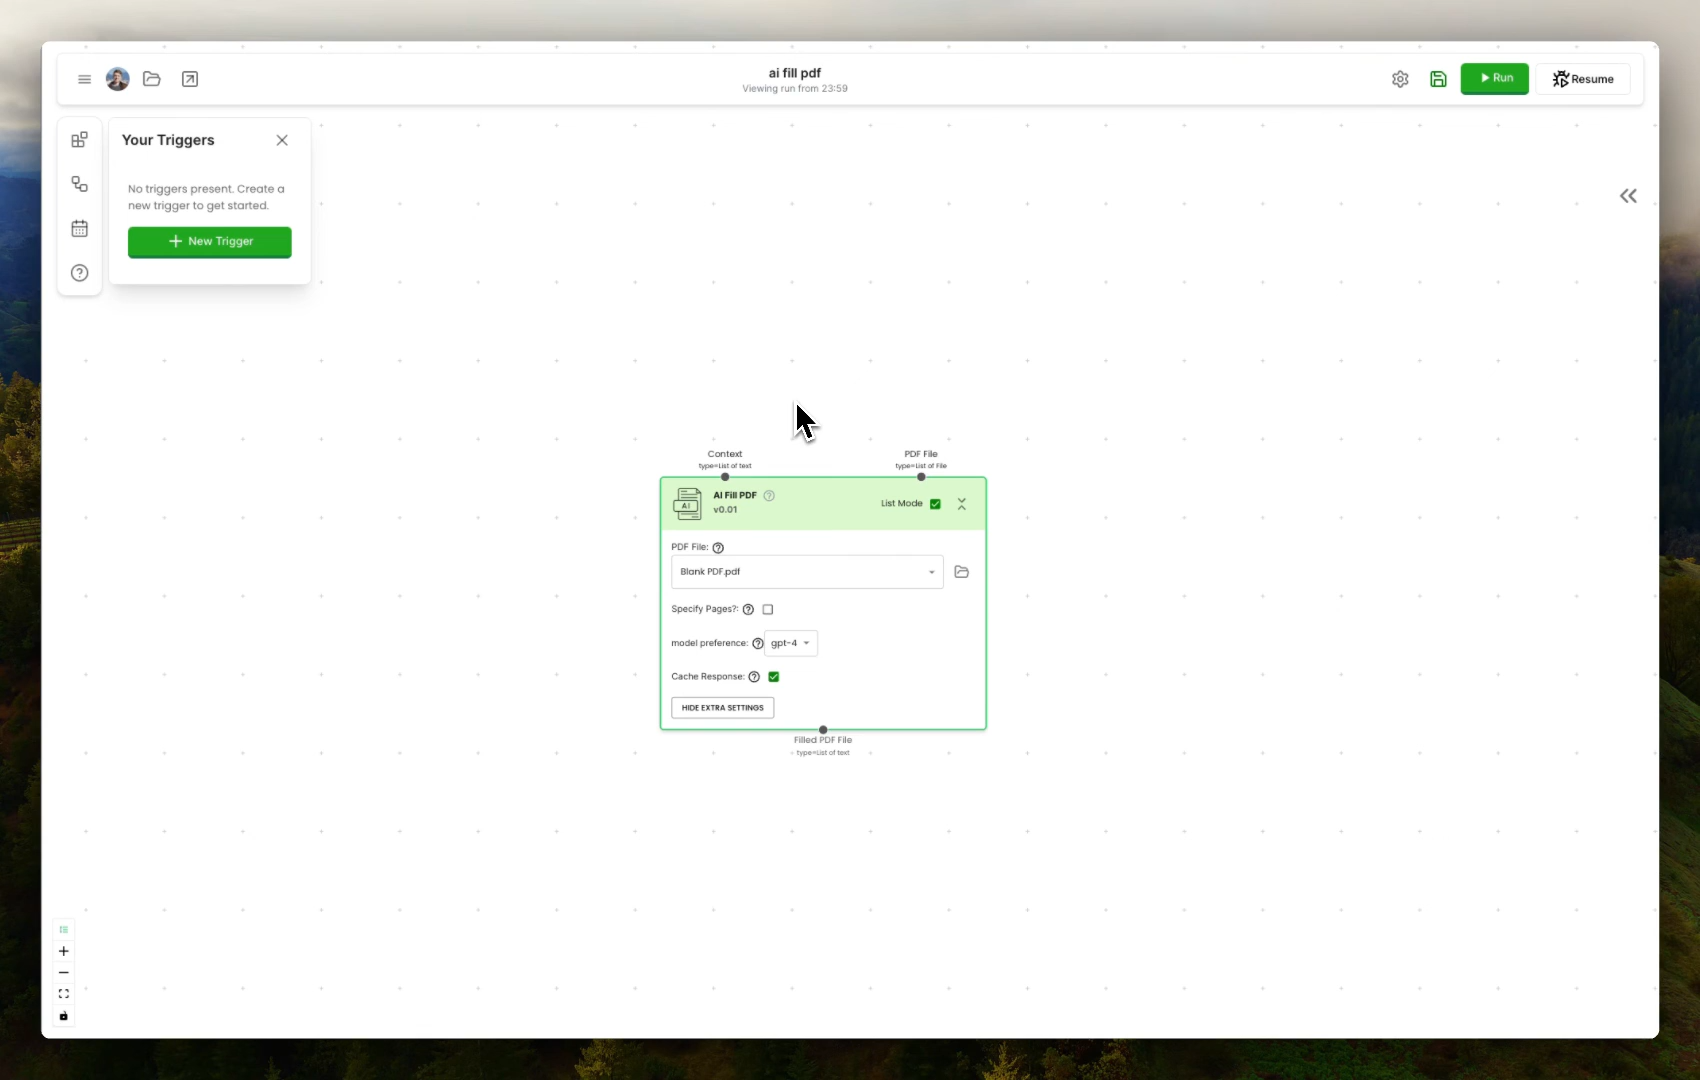 ai fill pdf
Viewing run from 23:59
Run
Resume
Your Triggers
No triggers present. Create a
new trigger to get started.
New Trigger
Context
type=List of text
PDF File
type=List of File
AI
AI Fill PDF
v0.01
List Mode
PDF File:
Blank PDF.pdf
Specify Pages?:
model preference:
gpt-4
Cache Response:
HIDE EXTRA SETTINGS
Filled PDF File
type=List of text